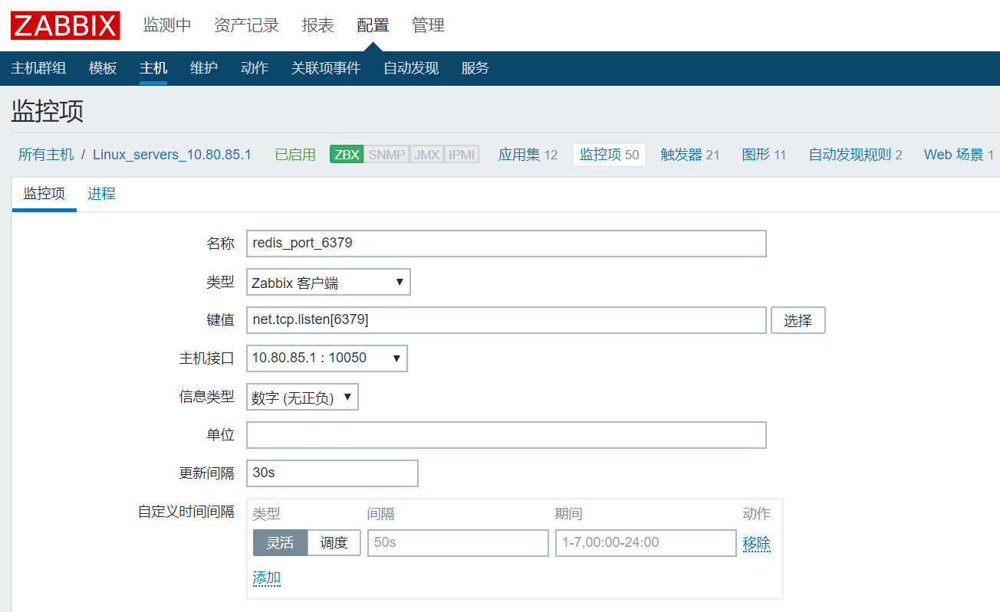 ZABBIX 监测中 资产记录 报表 配置 管理
主机群组 模板 主机 维护 动作 关联项事件 自动发现 服务
监控项
所有主机 / Linux_servers_10.80.85.1 已启用 ZBX SNMP JMX IPMI 应用集 12 监控项 50 触发器 21 图形 11 自动发现规则 2 Web 场景 1
监控项 进程
名称 redis_port_6379
类型 Zabbix 客户端 ▼
键值 net.tcp.listen[6379] 选择
主机接口 10.80.85.1 : 10050 ▼
信息类型 数字 (无正负) ▼
单位
更新间隔 30s
自定义时间间隔 类型 间隔 期间 动作
灵活 调度 50s 1-7,00:00-24:00 移除
添加